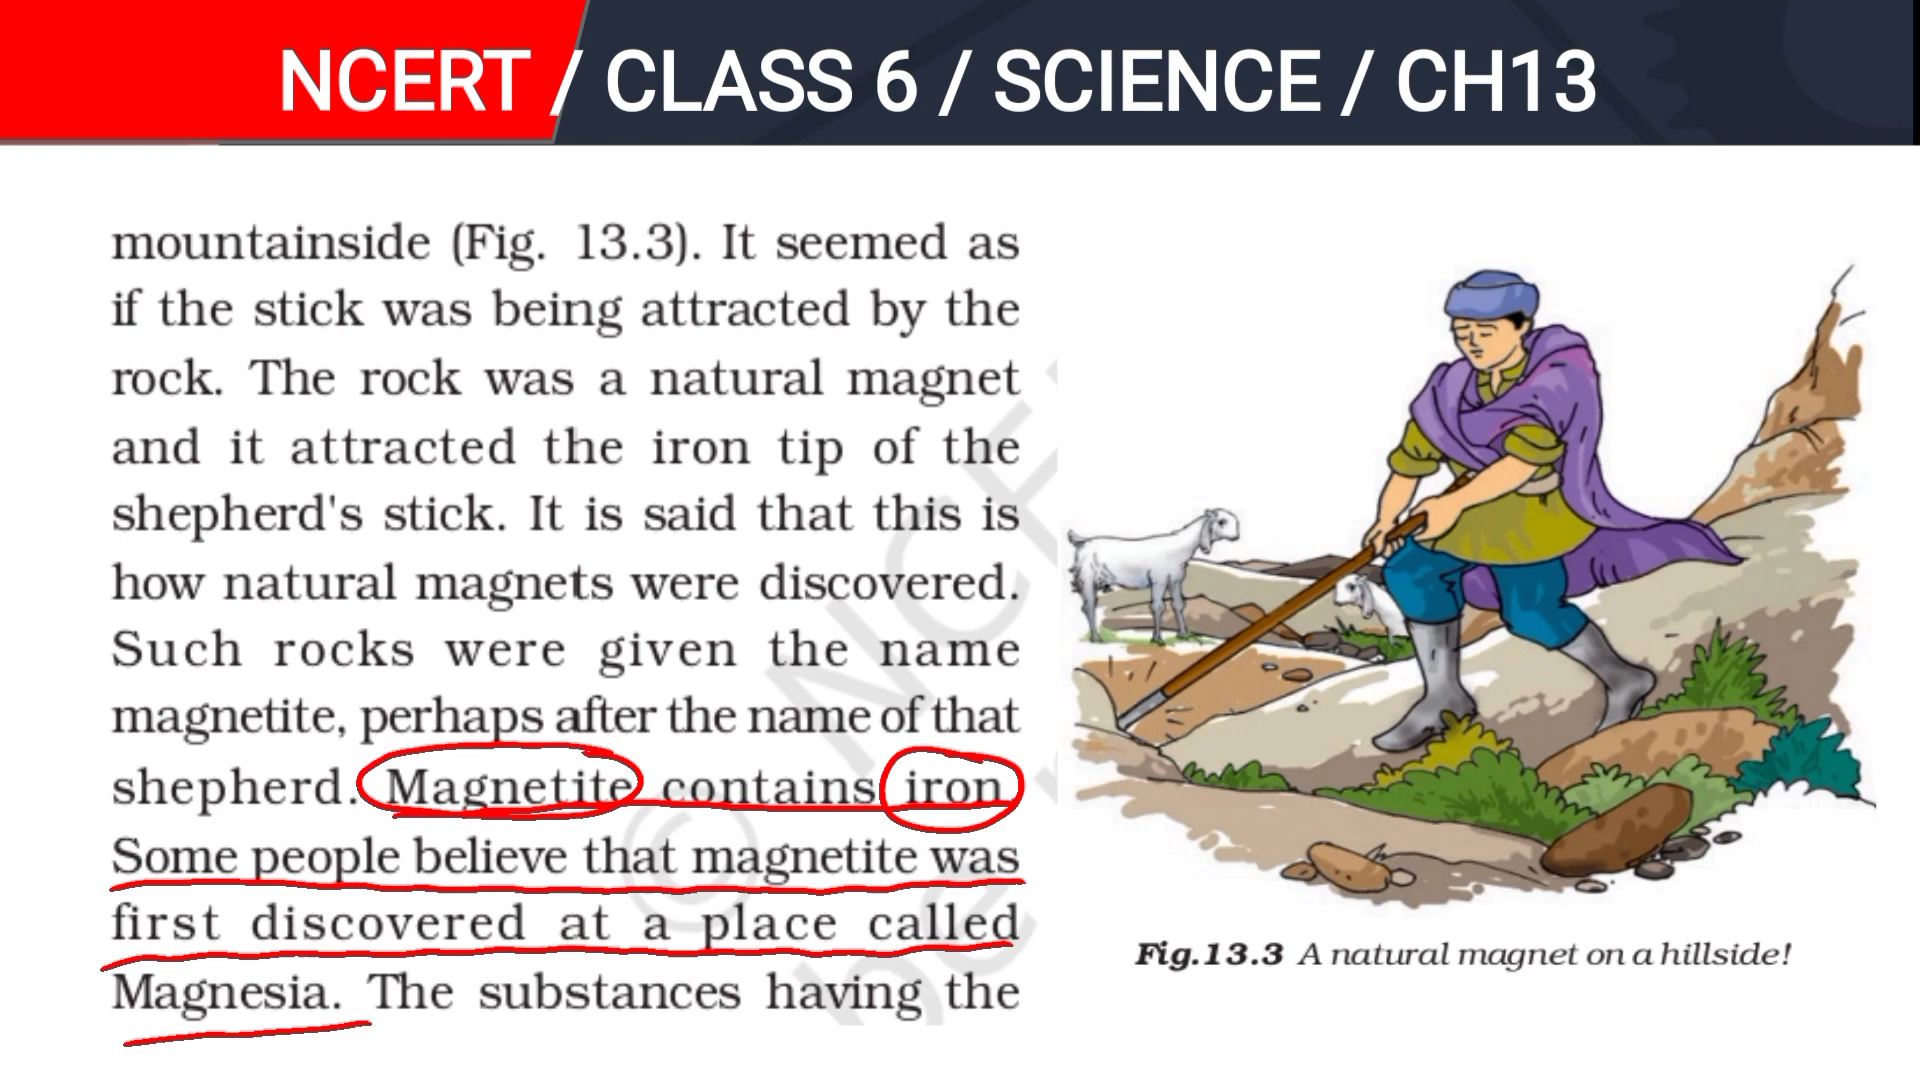 NCERT / CLASS 6 / SCIENCE / CH13
mountainside (Fig. 13.3). It seemed as
if the stick was being attracted by the
rock. The rock was a natural magnet
and it attracted the iron tip of the
shepherd's stick. It is said that this is
how natural magnets were discovered.
Such rocks were given the name
magnetite, perhaps after the name of that
shepherd. Magnetite contains iron.
Some people believe that magnetite was
first discovered at a place called
Magnesia. The substances having the
Fig.13.3 A natural magnet on a hillside!